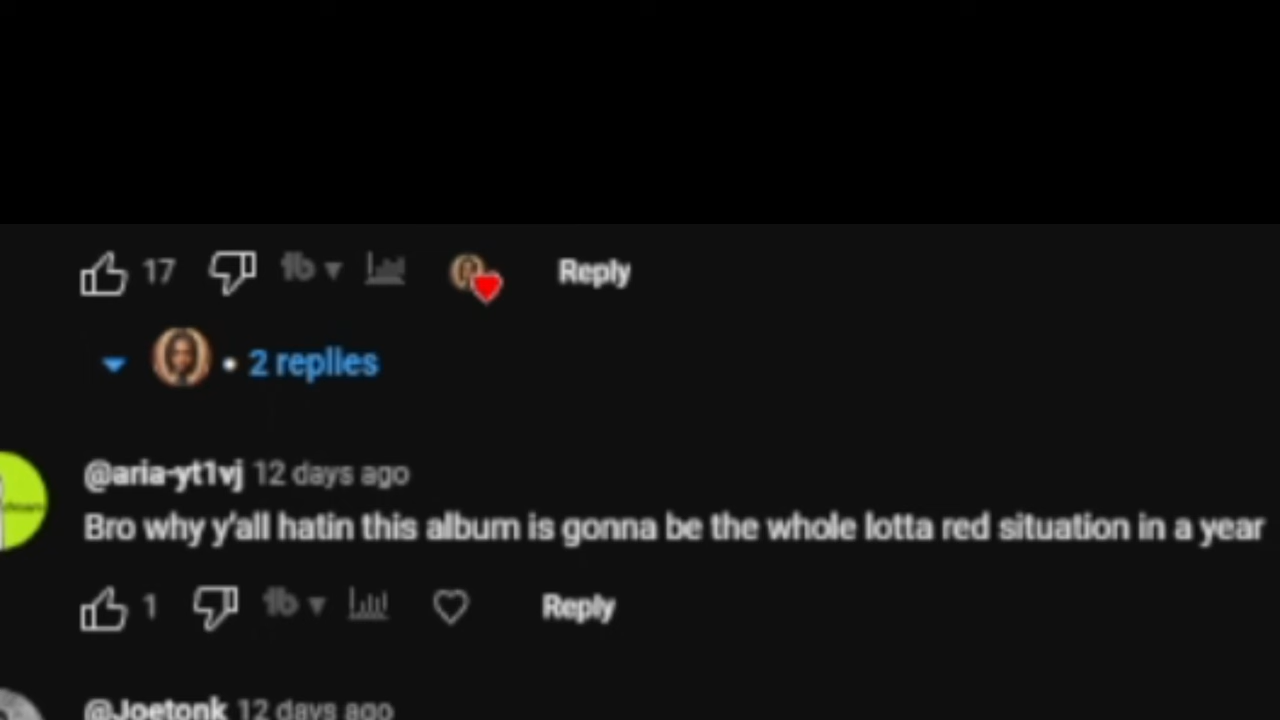 17 Reply
2 replies
@aria-yt1vj 12 days ago
Bro why y'all hatin this album is gonna be the whole lotta red situation in a year
1 Reply
@Joetonk 12 days ago